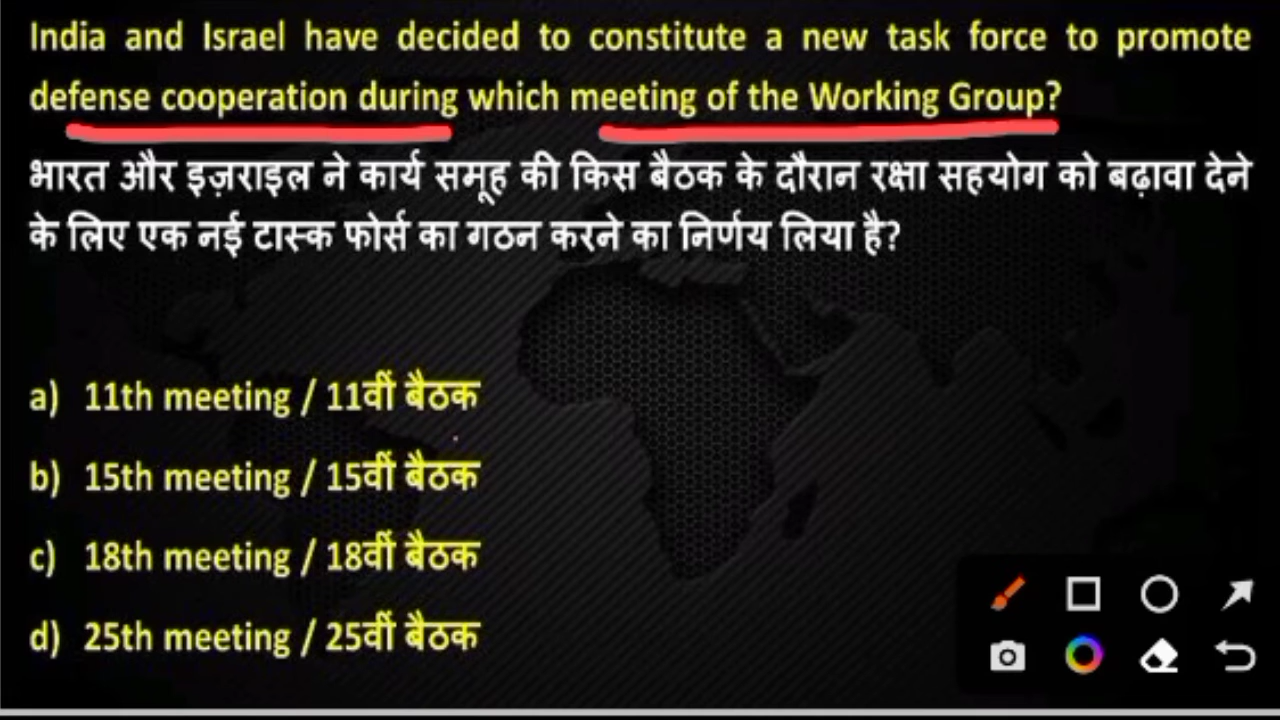 India and Israel have decided to constitute a new task force to promote
defense cooperation during which meeting of the Working Group?
भारत और इज़राइल ने कार्य समूह की किस बैठक के दौरान रक्षा सहयोग को बढ़ावा देने
के लिए एक नई टास्क फोर्स का गठन करने का निर्णय लिया है?
a) 11th meeting / 11वीं बैठक
b) 15th meeting / 15वीं बैठक
c) 18th meeting / 18वीं बैठक
d) 25th meeting / 25वीं बैठक